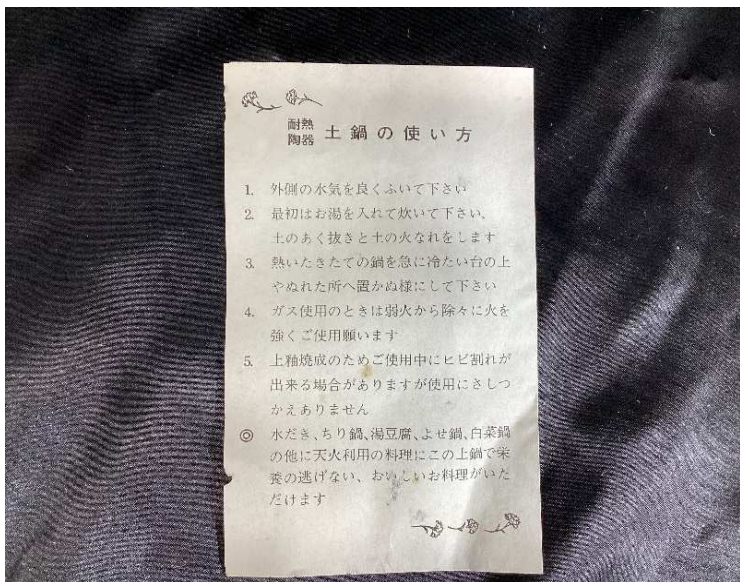 耐熱
陶器 土鍋の使い方
1. 外側の水気を良くふいて下さい
2. 最初はお湯を入れて炊いて下さい、
土のあく抜きと土の火なれをします
3. 熱いたきたての鍋を急に冷たい台の上
やぬれた所へ置かぬ様にして下さい
4. ガス使用のときは弱火から除々に火を
強くご使用願います
5. 上釉焼成のためご使用中にヒビ割れが
出来る場合がありますが使用にさしつ
かえありません
◎ 水だき、ちり鍋、湯豆腐、よせ鍋、白菜鍋
の他に天火利用の料理にこの土鍋で栄
養の逃げない、おいしいお料理がいた
だけます